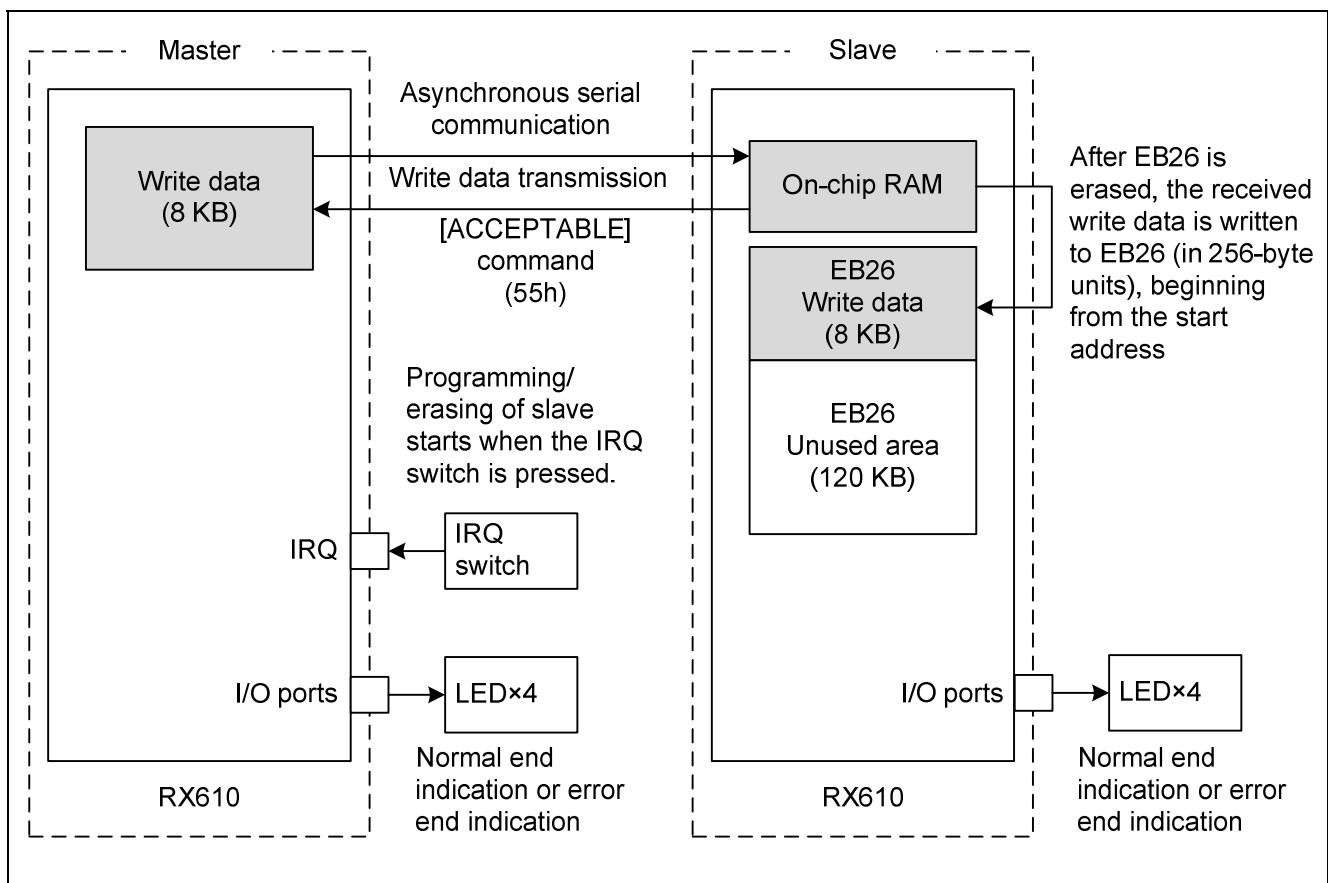 Master
Slave
Asynchronous serial
communication
Write data transmission
[ACCEPTABLE]
command
(55h)
Write data
(8 KB)
On-chip RAM
After EB26 is
erased, the received
write data is written
to EB26 (in 256-byte
units), beginning
from the start
address
EB26
Write data
(8 KB)
EB26
Unused area
(120 KB)
Programming/
erasing of slave
starts when the IRQ
switch is pressed.
IRQ
IRQ
switch
I/O ports
LED×4
Normal end
indication or error
end indication
RX610
I/O ports
LED×4
Normal end
indication or error
end indication
RX610